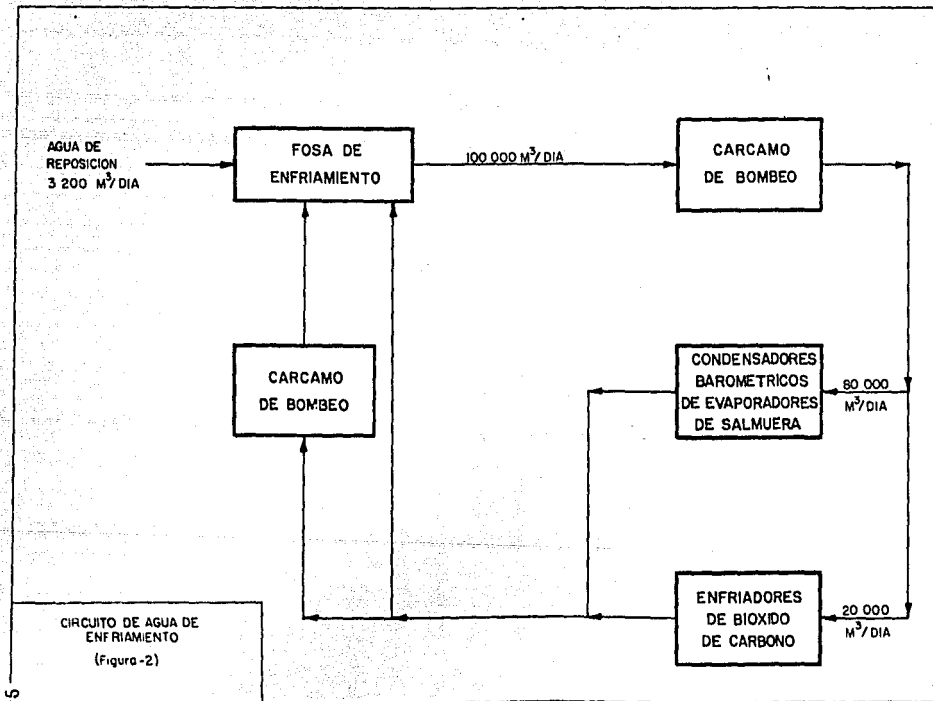 AGUA DE
REPOSICION
3 200 M³/DIA
FOSA DE
ENFRIAMIENTO
100 000 M³/DIA
CARCAMO
DE BOMBEO
CARCAMO
DE BOMBEO
CONDENSADORES
BAROMETRICOS
DE EVAPORADORES
DE SALMUERA
80 000
M³/DIA
ENFRIADORES
DE BIOXIDO
DE CARBONO
20 000
M³/DIA
CIRCUITO DE AGUA DE
ENFRIAMIENTO
(Figura-2)
5